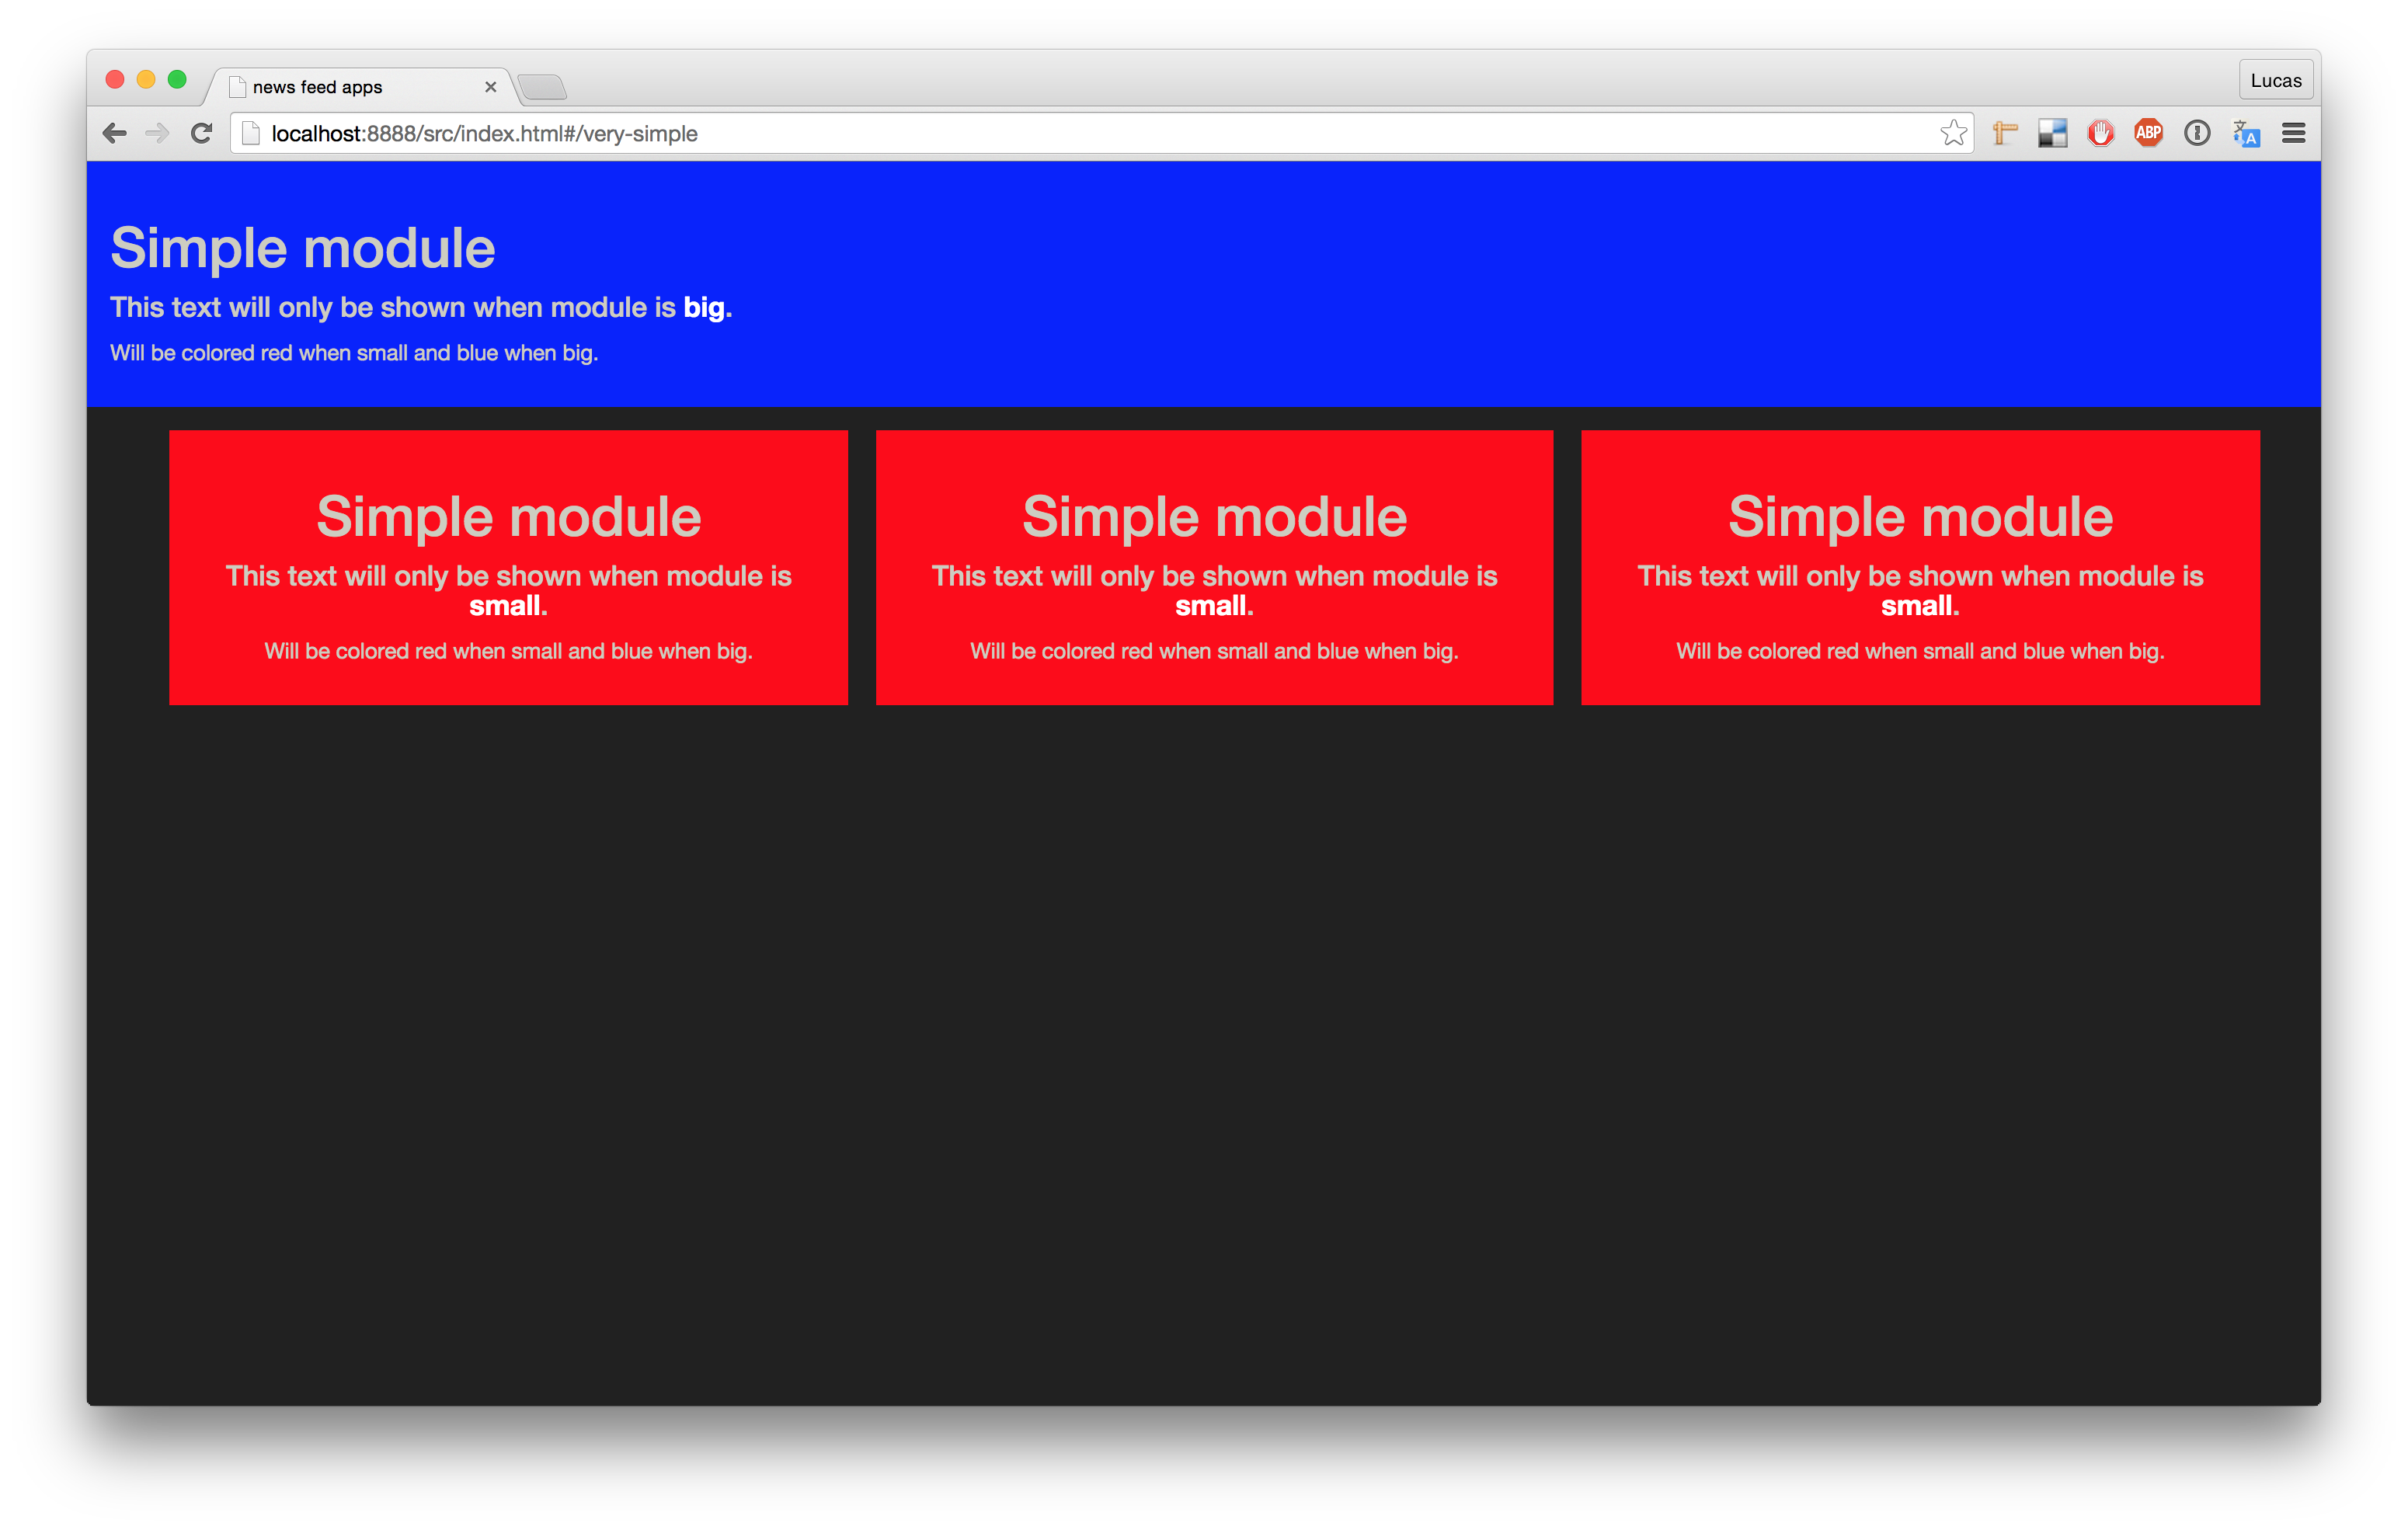 news feed apps
Lucas
localhost:8888/src/index.html#/very-simple
ABP
文 A
Simple module
This text will only be shown when module is big.
Will be colored red when small and blue when big.
Simple module
This text will only be shown when module is
small.
Will be colored red when small and blue when big.
Simple module
This text will only be shown when module is
small.
Will be colored red when small and blue when big.
Simple module
This text will only be shown when module is
small.
Will be colored red when small and blue when big.